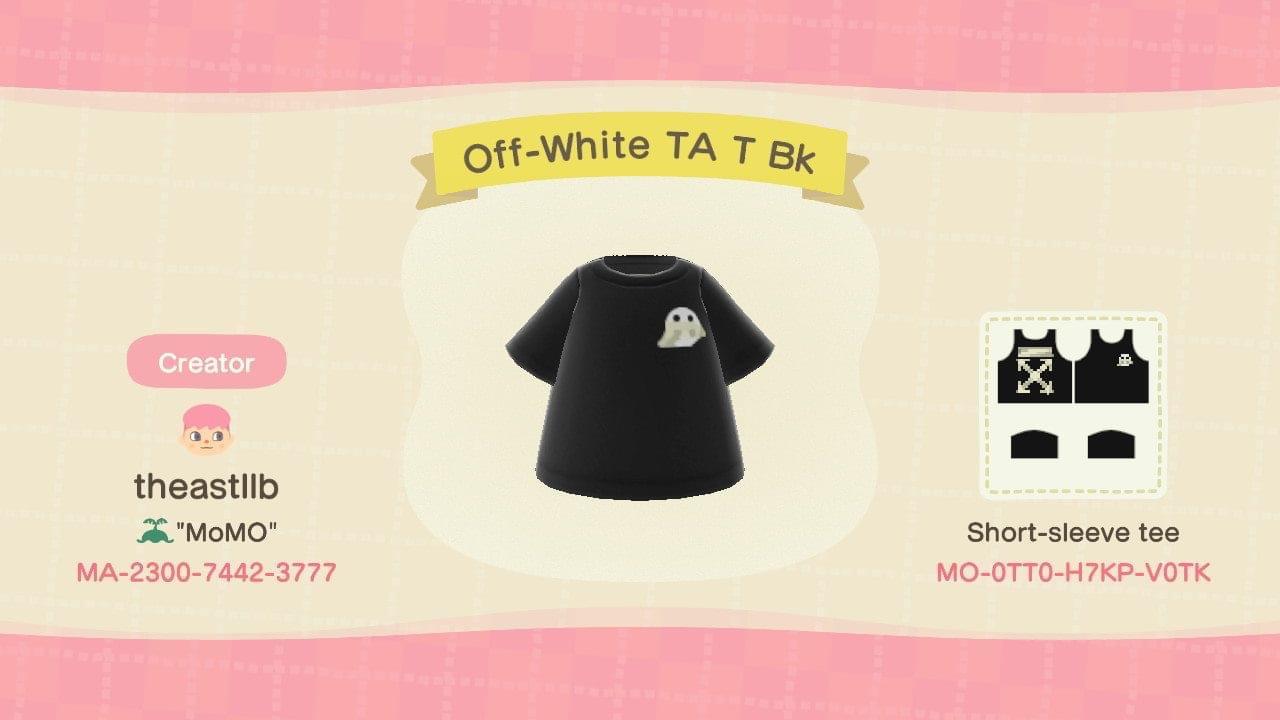 Off-White TA T Bk
Creator
theastllb
"MoMO"
MA-2300-7442-3777
Short-sleeve tee
MO-0TT0-H7KP-V0TK